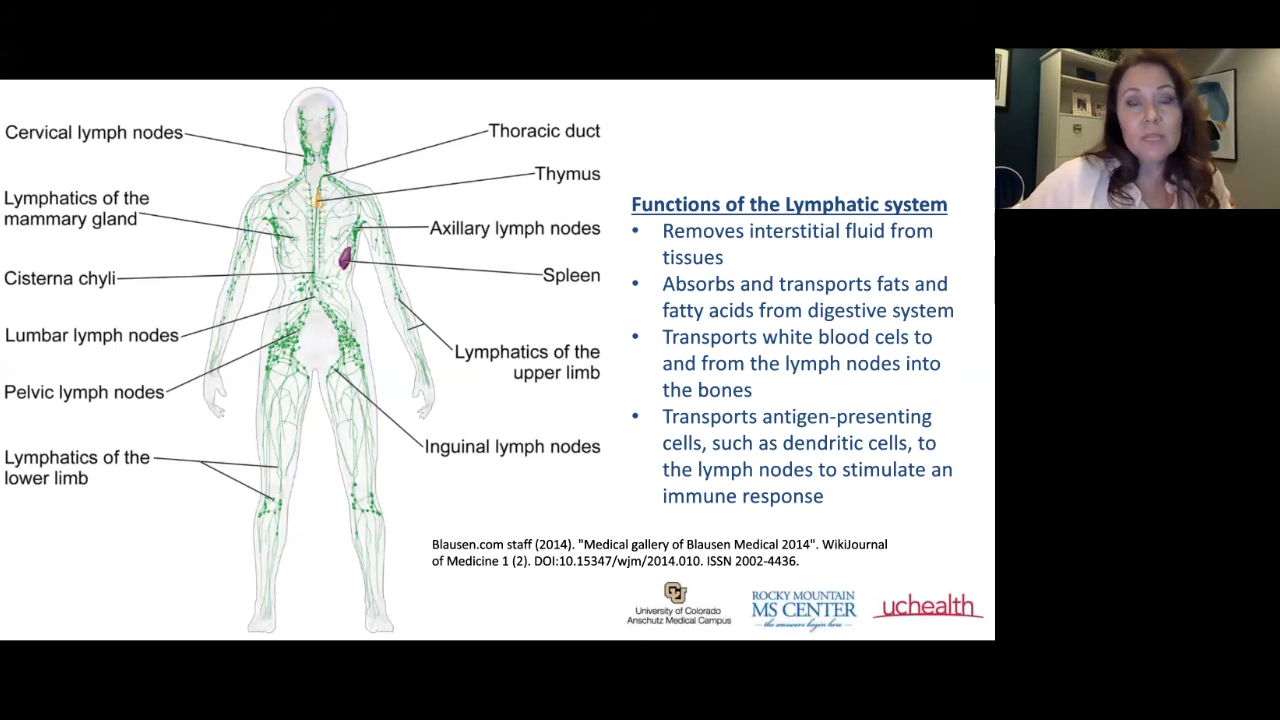 Cervical lymph nodes
Lymphatics of the
mammary gland
Cisterna chyli
Lumbar lymph nodes
Pelvic lymph nodes
Lymphatics of the
lower limb
Thoracic duct
Thymus
Axillary lymph nodes
Spleen
Lymphatics of the
upper limb
Inguinal lymph nodes
Functions of the Lymphatic system
• Removes interstitial fluid from
tissues
• Absorbs and transports fats and
fatty acids from digestive system
• Transports white blood cels to
and from the lymph nodes into
the bones
• Transports antigen-presenting
cells, such as dendritic cells, to
the lymph nodes to stimulate an
immune response
Blausen.com staff (2014). "Medical gallery of Blausen Medical 2014". WikiJournal
of Medicine 1 (2). DOI:10.15347/wjm/2014.010. ISSN 2002-4436.
CU
University of Colorado
Anschutz Medical Campus
ROCKY MOUNTAIN
MS CENTER
the answers begin here
uchealth